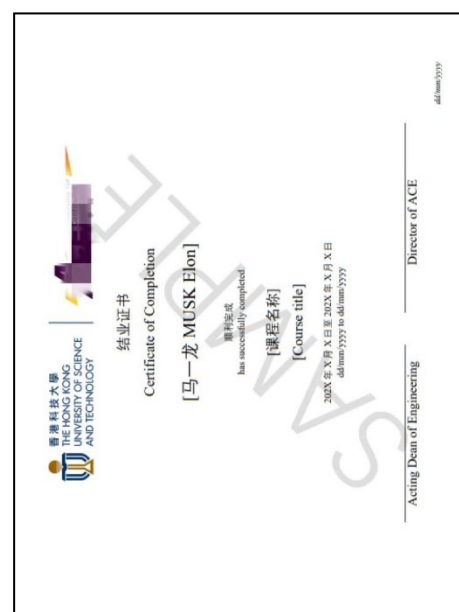 香港科技大學
THE HONG KONG
UNIVERSITY OF SCIENCE
AND TECHNOLOGY
结业证书
Certificate of Completion
[马一龙 MUSK Elon]
顺利完成
has successfully completed
[课程名称]
[Course title]
202X 年 X 月 X 日至 202X 年 X 月 X 日
dd/mm/yyyy to dd/mm/yyyy
SAMPLE
Acting Dean of Engineering
Director of ACE
dd/mm/yyyy